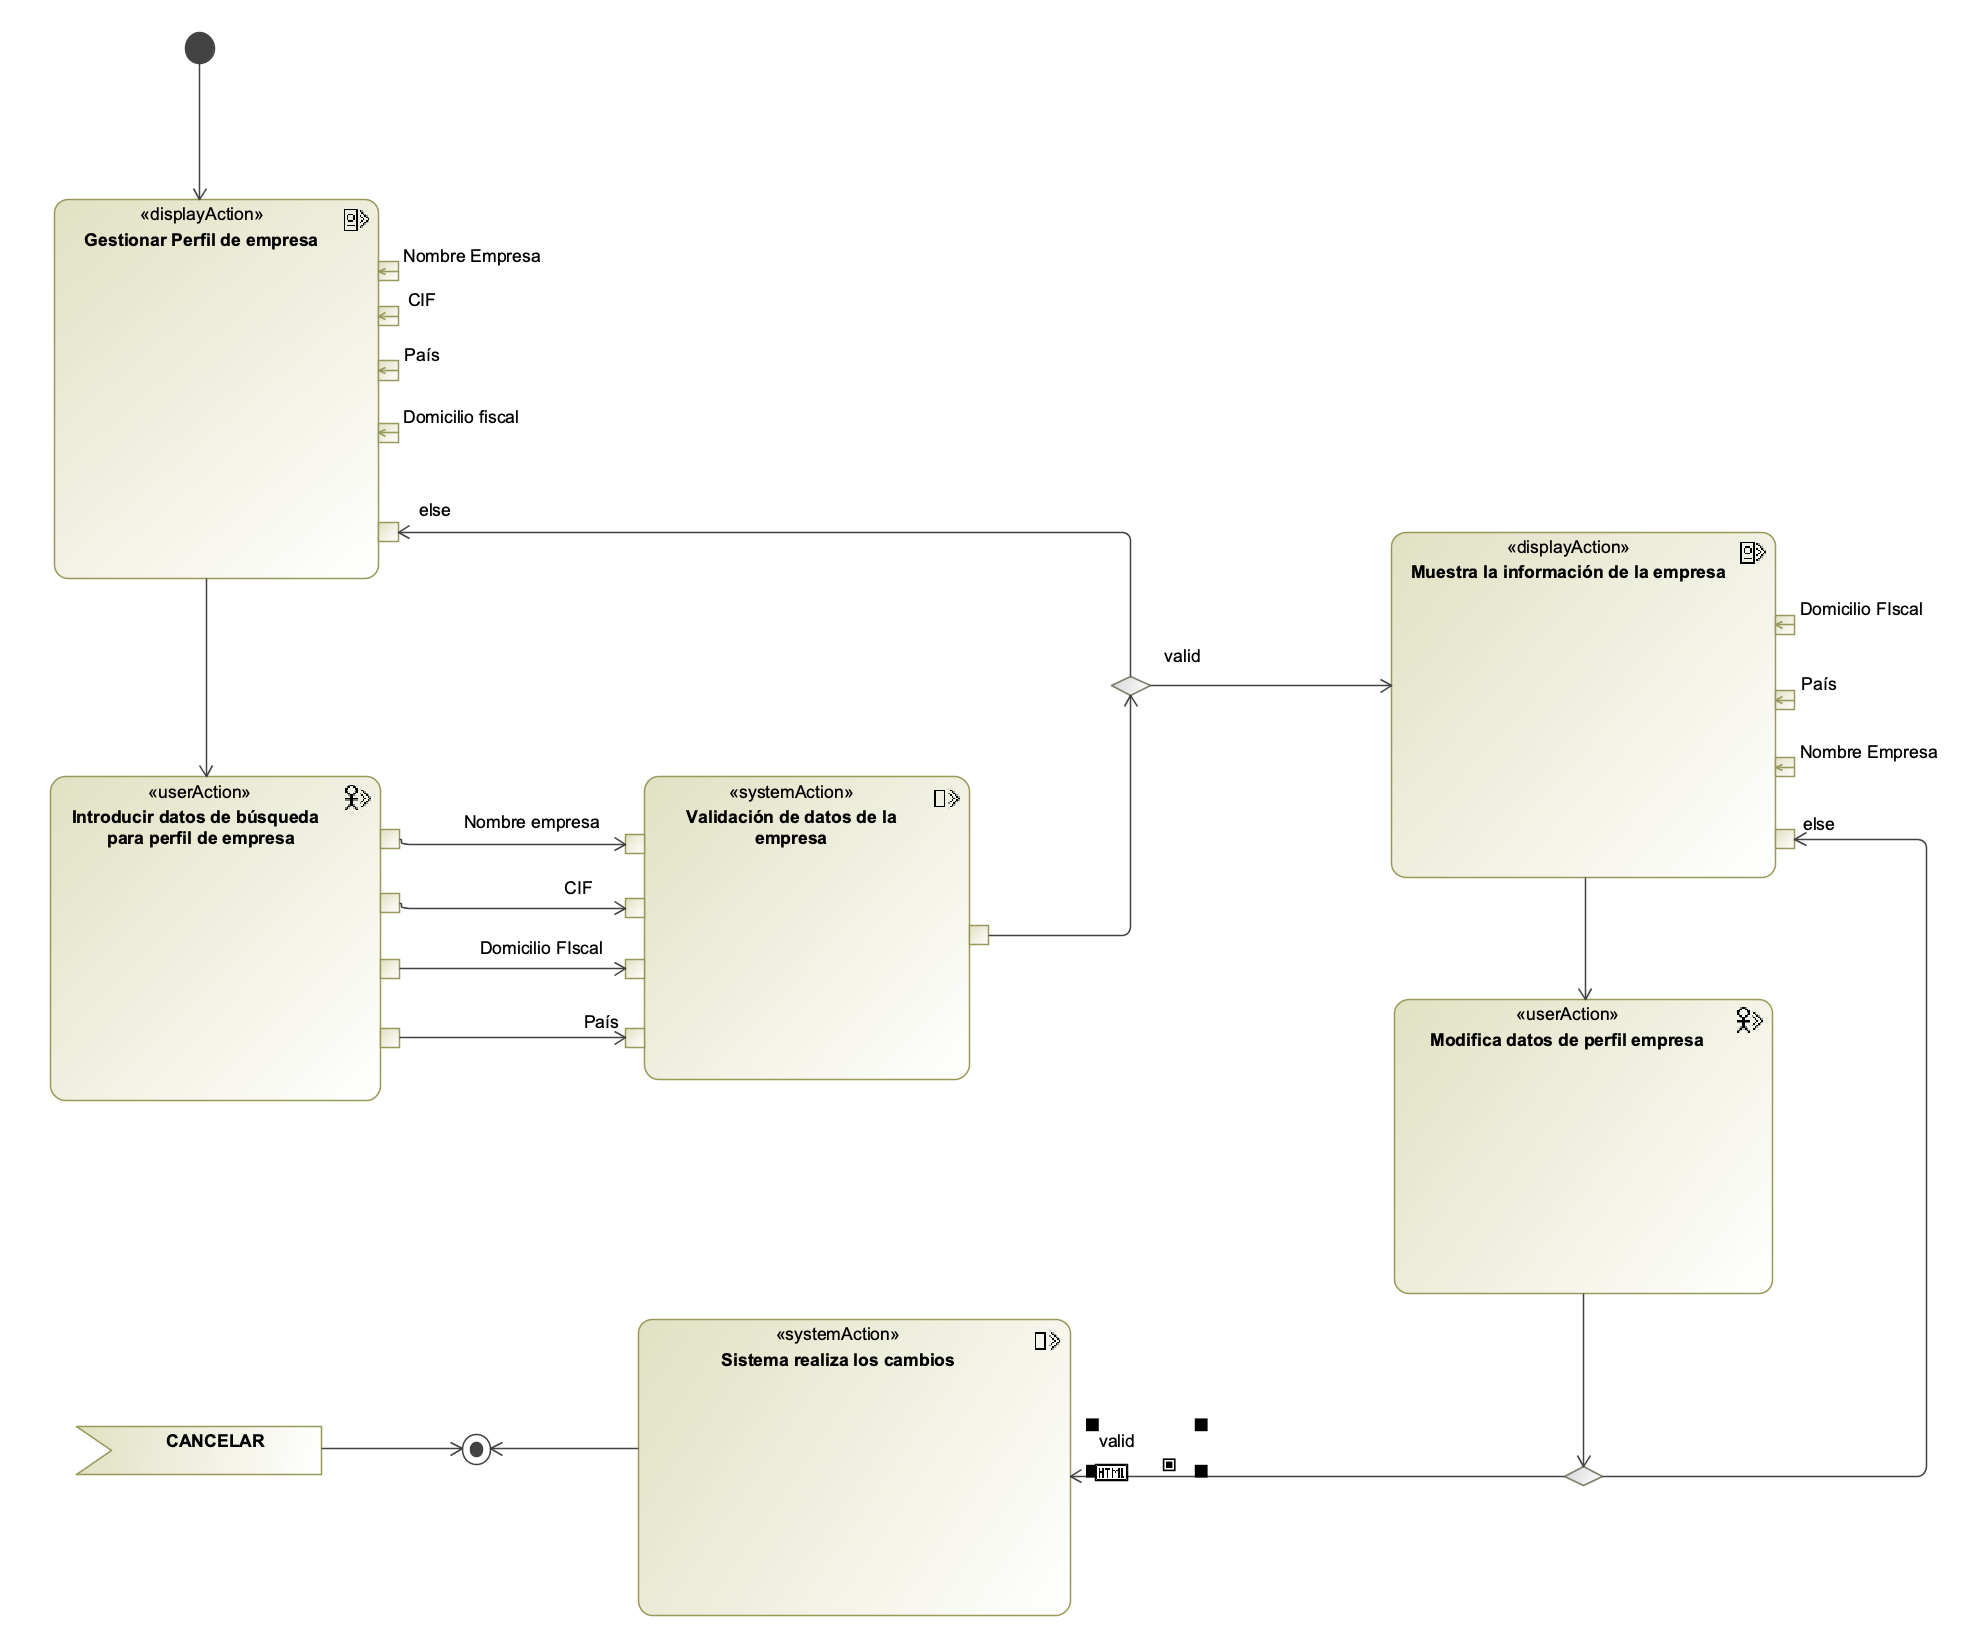 «displayAction»
Gestionar Perfil de empresa
Nombre Empresa
CIF
País
Domicilio fiscal
else
«displayAction»
Muestra la información de la empresa
Domicilio FIscal
País
Nombre Empresa
else
valid
«userAction»
Introducir datos de búsqueda
para perfil de empresa
Nombre empresa
CIF
Domicilio FIscal
País
«systemAction»
Validación de datos de la
empresa
«userAction»
Modifica datos de perfil empresa
«systemAction»
Sistema realiza los cambios
valid
HTML
CANCELAR